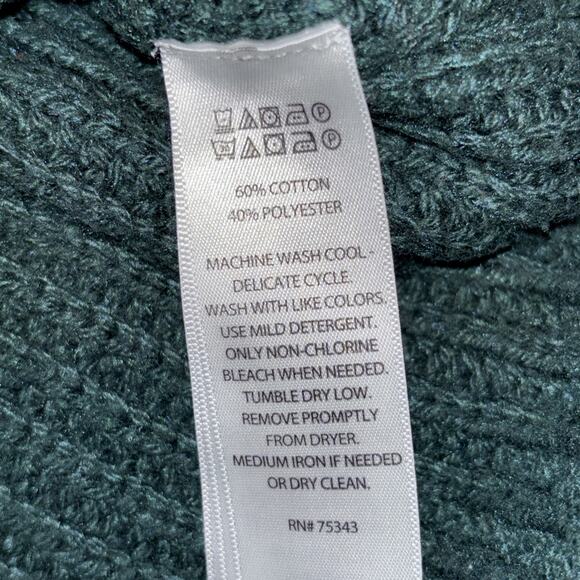 60% COTTON
40% POLYESTER
MACHINE WASH COOL -
DELICATE CYCLE.
WASH WITH LIKE COLORS.
USE MILD DETERGENT.
ONLY NON-CHLORINE
BLEACH WHEN NEEDED.
TUMBLE DRY LOW.
REMOVE PROMPTLY
FROM DRYER.
MEDIUM IRON IF NEEDED
OR DRY CLEAN.
RN# 75343